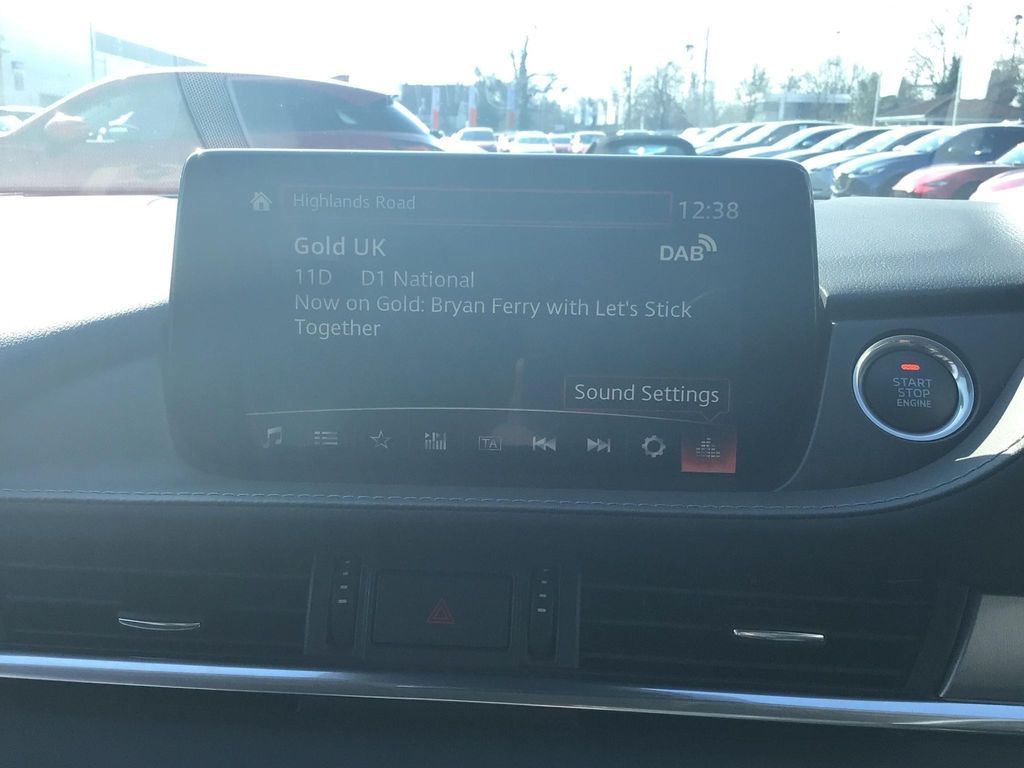 Highlands Road
12:38
Gold UK
DAB
11D D1 National
Now on Gold: Bryan Ferry with Let's Stick
Together
Sound Settings
TA
START
STOP
ENGINE